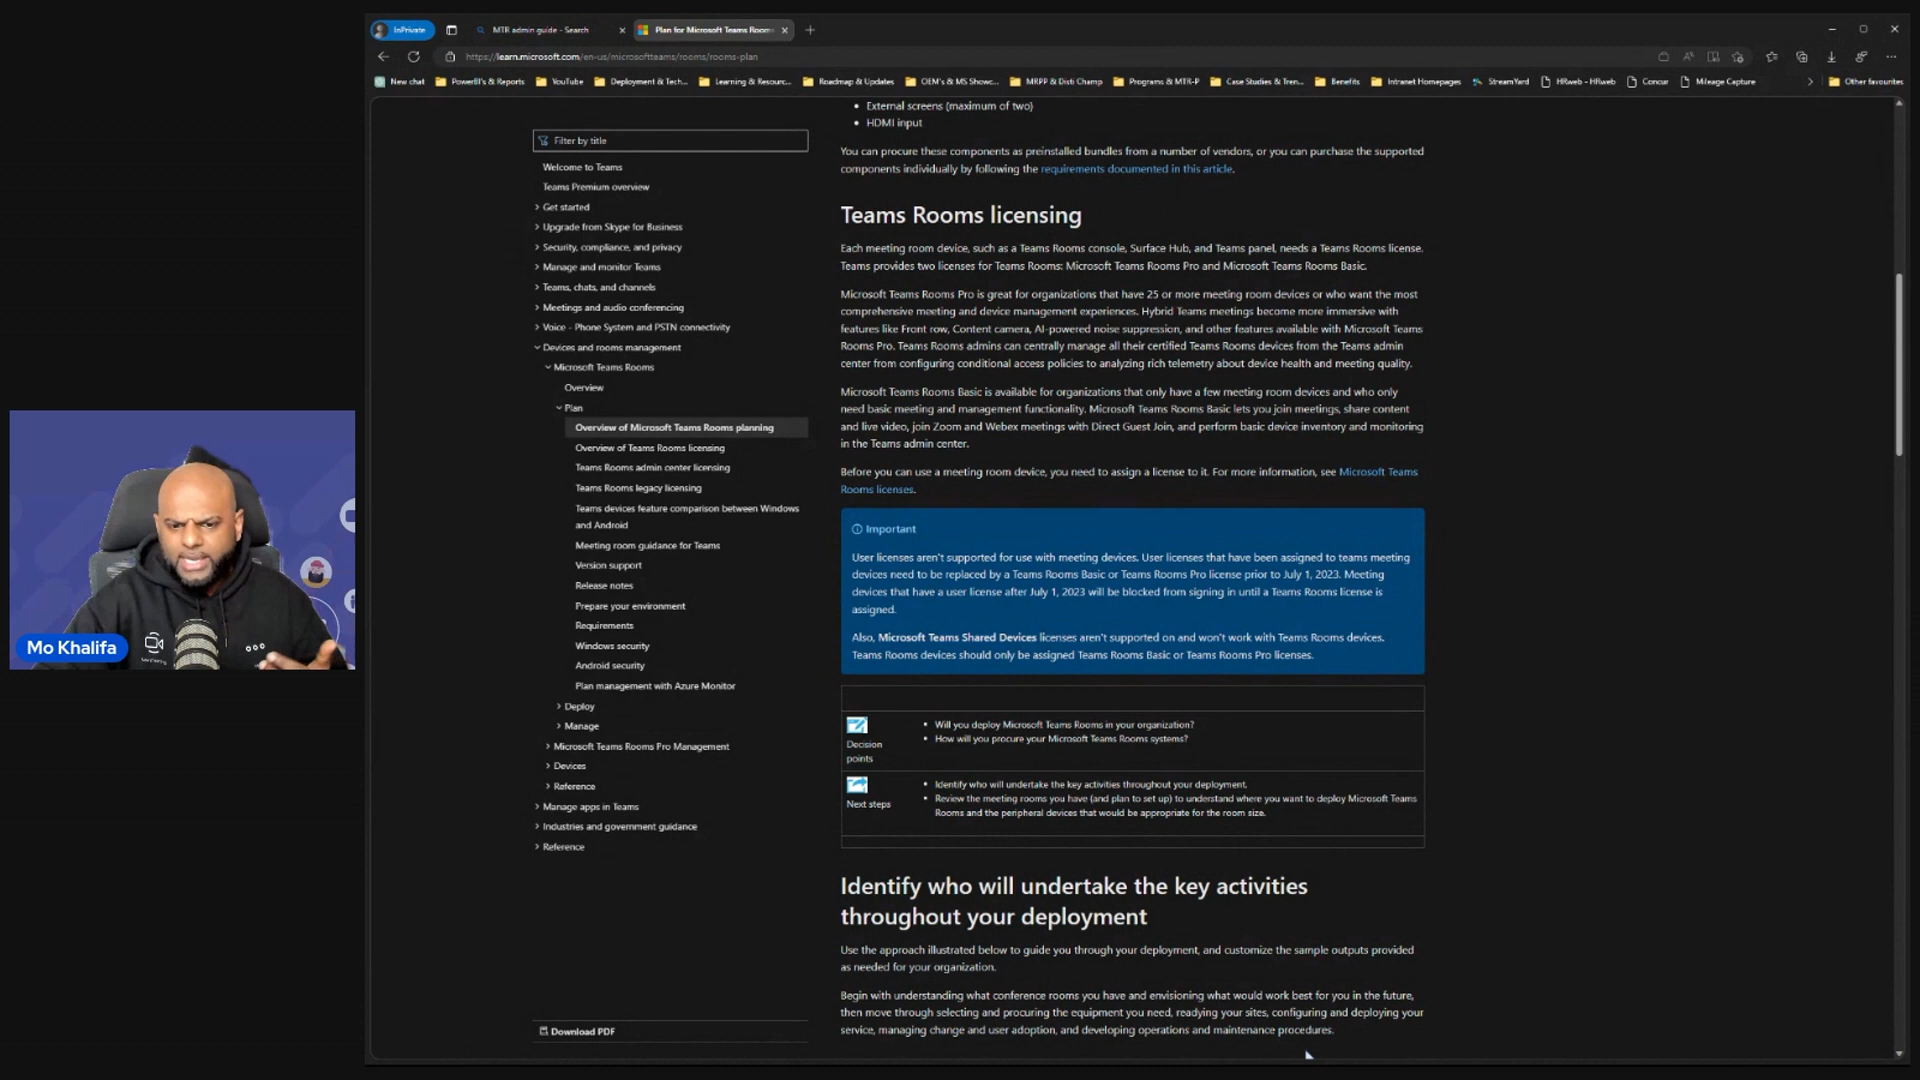 InPrivate
MTR admin guide - Search
Plan for Microsoft Teams Rooms
https://learn.microsoft.com/en-us/microsoftteams/rooms/rooms-plan
New chat
PowerBI's & Reports
YouTube
Deployment & Tech...
Learning & Resourc...
Roadmap & Updates
OEM's & MS Showc...
MRPP & Disti Champ
Programs & MTR-P
Case Studies & Tren...
Benefits
Intranet Homepages
StreamYard
HRweb - HRweb
Concur
Mileage Capture
Other favourites
Filter by title
Welcome to Teams
Teams Premium overview
Get started
Upgrade from Skype for Business
Security, compliance, and privacy
Manage and monitor Teams
Teams, chats, and channels
Meetings and audio conferencing
Voice - Phone System and PSTN connectivity
Devices and rooms management
Microsoft Teams Rooms
Overview
Plan
Overview of Microsoft Teams Rooms planning
Overview of Teams Rooms licensing
Teams Rooms admin center licensing
Teams Rooms legacy licensing
Teams devices feature comparison between Windows
and Android
Meeting room guidance for Teams
Version support
Release notes
Prepare your environment
Requirements
Windows security
Android security
Plan management with Azure Monitor
Deploy
Manage
Microsoft Teams Rooms Pro Management
Devices
Reference
Manage apps in Teams
Industries and government guidance
Reference
Download PDF
• External screens (maximum of two)
• HDMI input
You can procure these components as preinstalled bundles from a number of vendors, or you can purchase the supported
components individually by following the requirements documented in this article.
Teams Rooms licensing
Each meeting room device, such as a Teams Rooms console, Surface Hub, and Teams panel, needs a Teams Rooms license.
Teams provides two licenses for Teams Rooms: Microsoft Teams Rooms Pro and Microsoft Teams Rooms Basic.
Microsoft Teams Rooms Pro is great for organizations that have 25 or more meeting room devices or who want the most
comprehensive meeting and device management experiences. Hybrid Teams meetings become more immersive with
features like Front row, Content camera, AI-powered noise suppression, and other features available with Microsoft Teams
Rooms Pro. Teams Rooms admins can centrally manage all their certified Teams Rooms devices from the Teams admin
center from configuring conditional access policies to analyzing rich telemetry about device health and meeting quality.
Microsoft Teams Rooms Basic is available for organizations that only have a few meeting room devices and who only
need basic meeting and management functionality. Microsoft Teams Rooms Basic lets you join meetings, share content
and live video, join Zoom and Webex meetings with Direct Guest Join, and perform basic device inventory and monitoring
in the Teams admin center.
Before you can use a meeting room device, you need to assign a license to it. For more information, see Microsoft Teams
Rooms licenses.
Important
User licenses aren't supported for use with meeting devices. User licenses that have been assigned to teams meeting
devices need to be replaced by a Teams Rooms Basic or Teams Rooms Pro license prior to July 1, 2023. Meeting
devices that have a user license after July 1, 2023 will be blocked from signing in until a Teams Rooms license is
assigned.
Also, Microsoft Teams Shared Devices licenses aren't supported on and won't work with Teams Rooms devices.
Teams Rooms devices should only be assigned Teams Rooms Basic or Teams Rooms Pro licenses.
Decision
points
• Will you deploy Microsoft Teams Rooms in your organization?
• How will you procure your Microsoft Teams Rooms systems?
Next steps
• Identify who will undertake the key activities throughout your deployment.
• Review the meeting rooms you have (and plan to set up) to understand where you want to deploy Microsoft Teams
Rooms and the peripheral devices that would be appropriate for the room size.
Identify who will undertake the key activities
throughout your deployment
Use the approach illustrated below to guide you through your deployment, and customize the sample outputs provided
as needed for your organization.
Begin with understanding what conference rooms you have and envisioning what would work best for you in the future,
then move through selecting and procuring the equipment you need, readying your sites, configuring and deploying your
service, managing change and user adoption, and developing operations and maintenance procedures.
Mo Khalifa